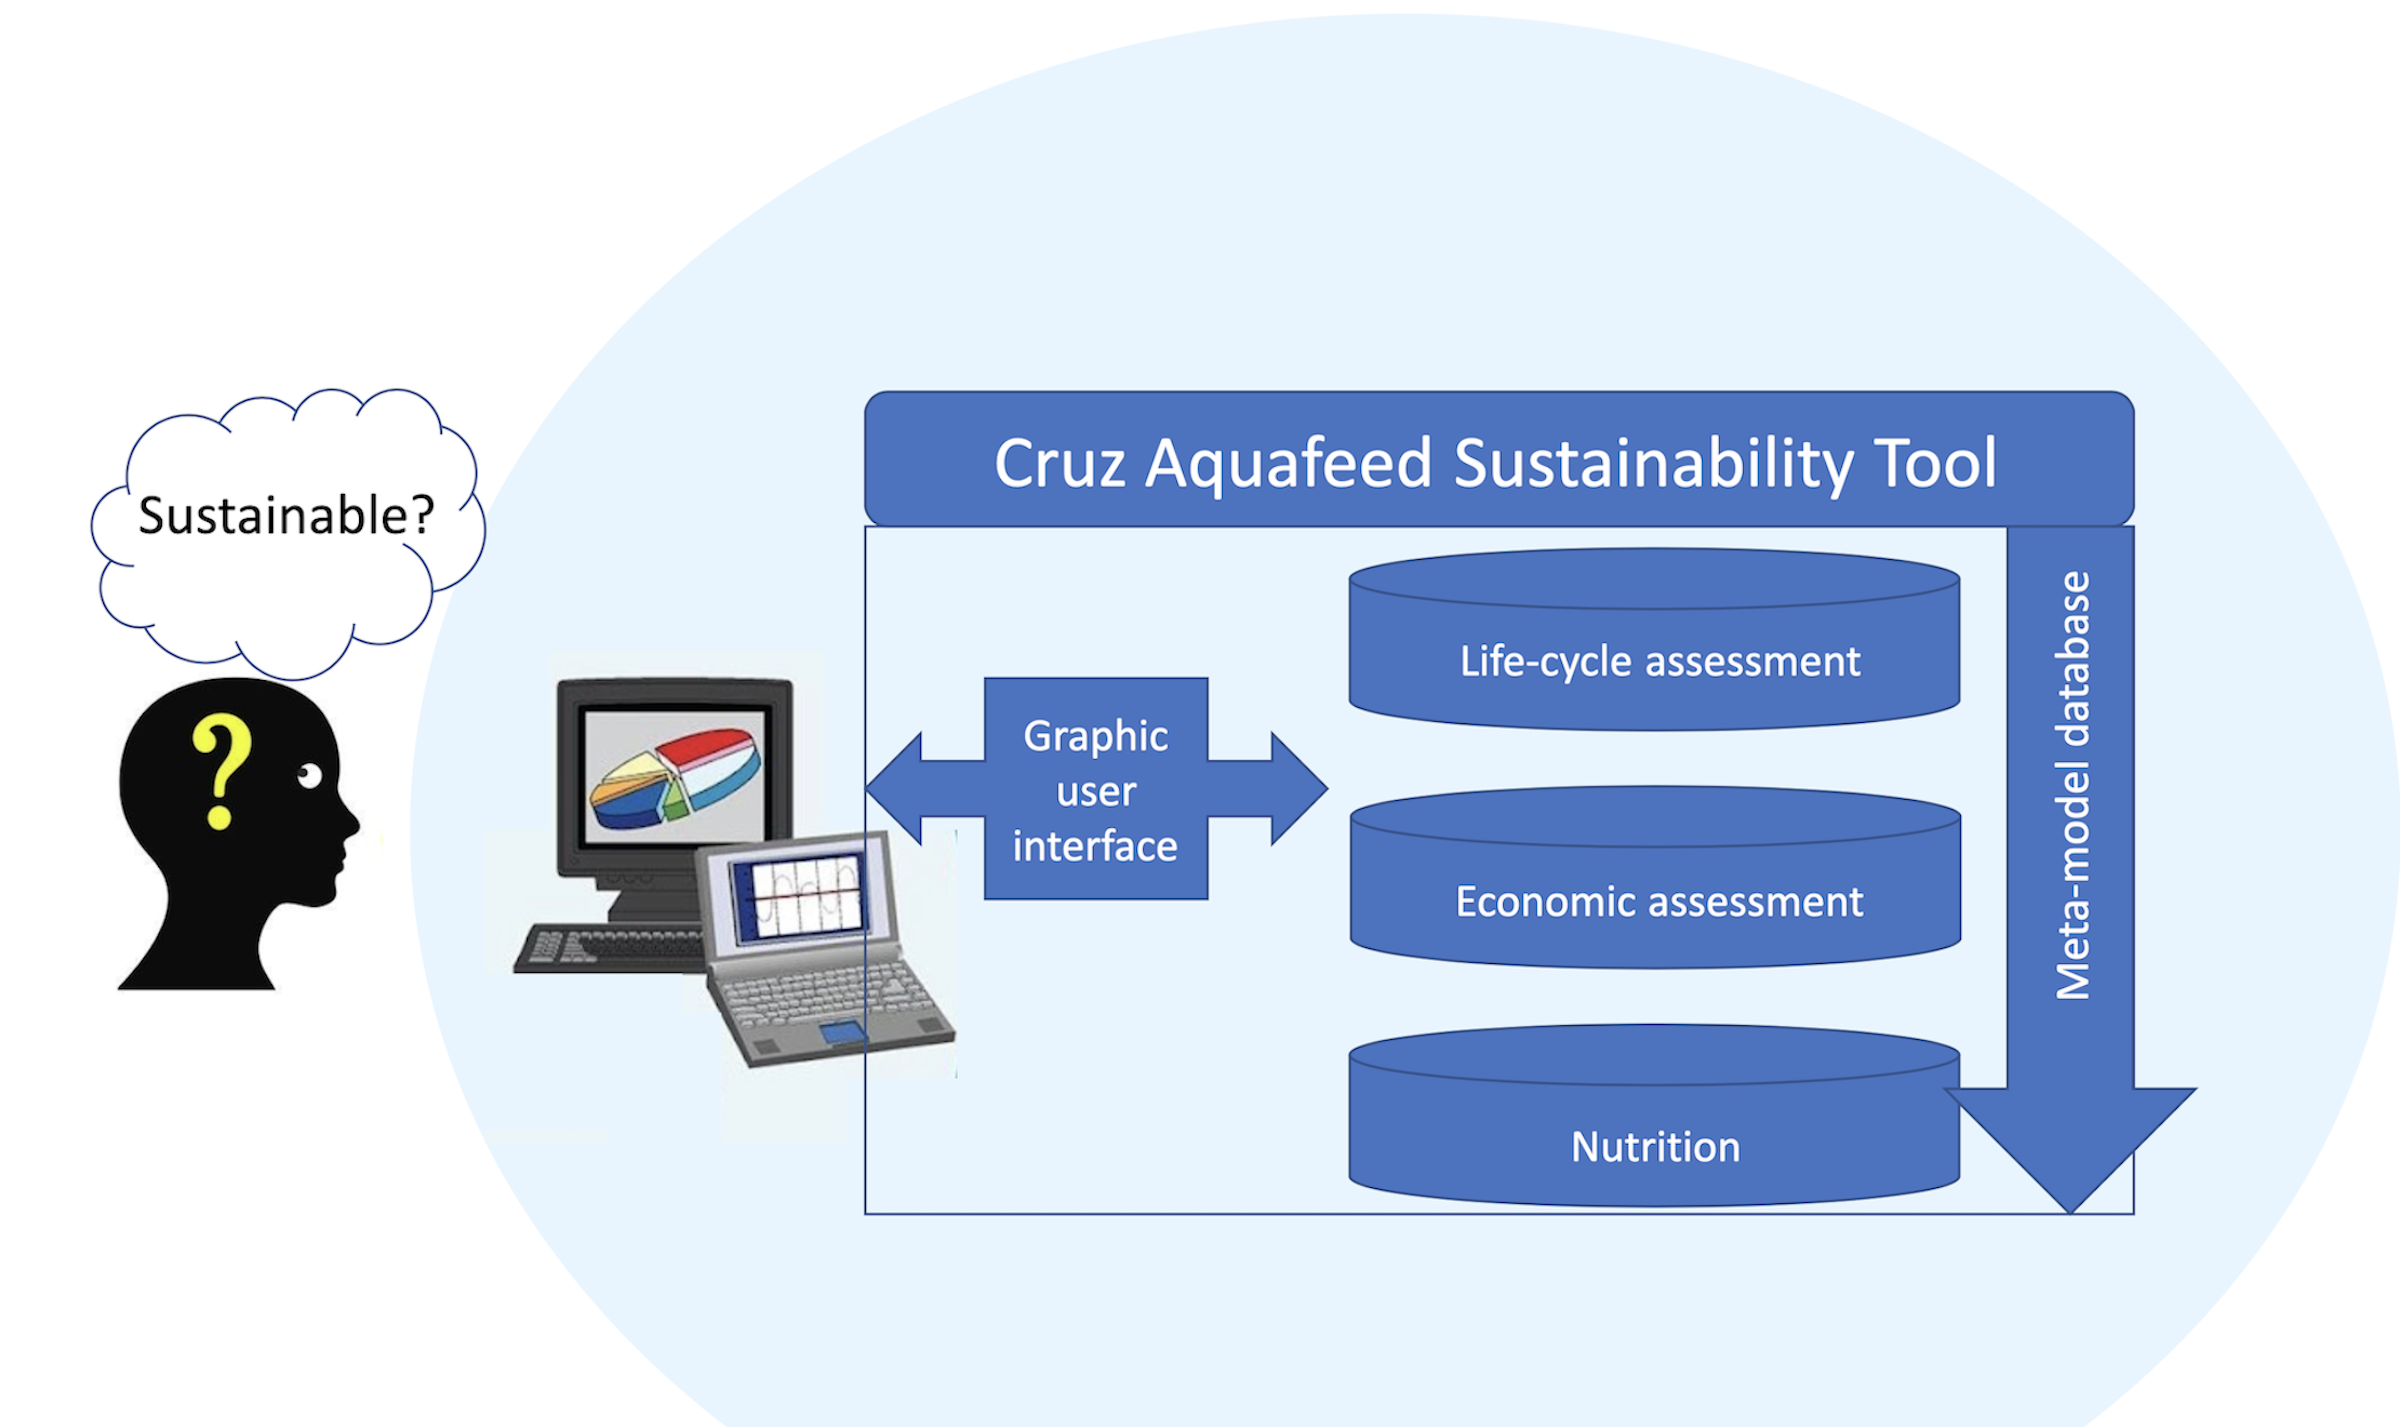 Sustainable?
?
Cruz Aquafeed Sustainability Tool
Graphic
user
interface
Life-cycle assessment
Economic assessment
Nutrition
Meta-model database